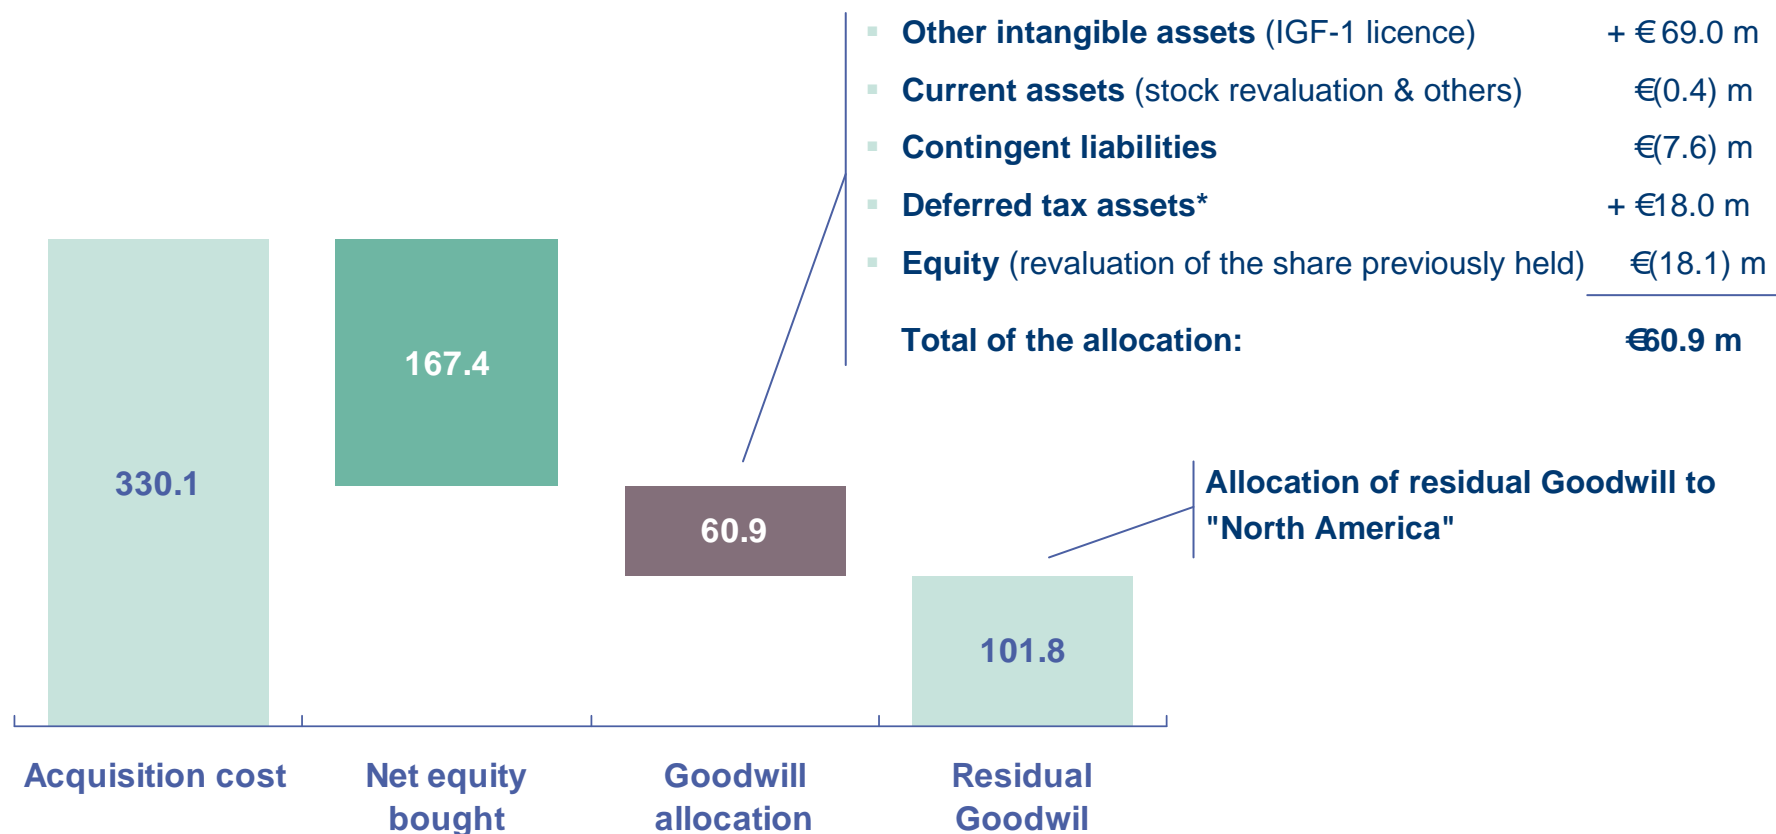 Other intangible assets (IGF-1 licence) + € 69.0 m
Current assets (stock revaluation & others) €(0.4) m
Contingent liabilities €(7.6) m
Deferred tax assets* + €18.0 m
Equity (revaluation of the share previously held) €(18.1) m
Total of the allocation: €60.9 m
167.4
330.1
60.9
Allocation of residual Goodwill to
"North America"
101.8
Acquisition cost
Net equity
bought
Goodwill
allocation
Residual
Goodwil